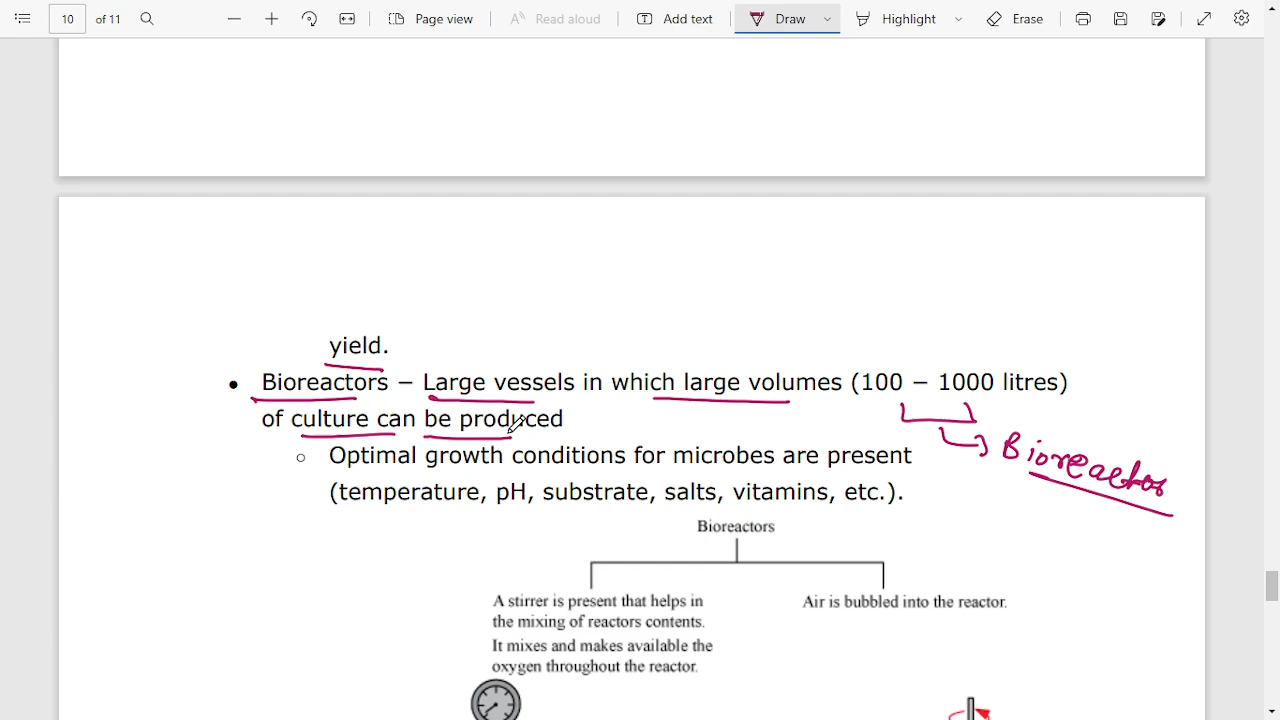 10 of 11 Page view Read aloud Add text Draw Highlight Erase
yield.
• Bioreactors – Large vessels in which large volumes (100 – 1000 litres)
of culture can be produced
Bioreactor
○ Optimal growth conditions for microbes are present
(temperature, pH, substrate, salts, vitamins, etc.).
Bioreactors
A stirrer is present that helps in
the mixing of reactors contents.
It mixes and makes available the
oxygen throughout the reactor.
Air is bubbled into the reactor.